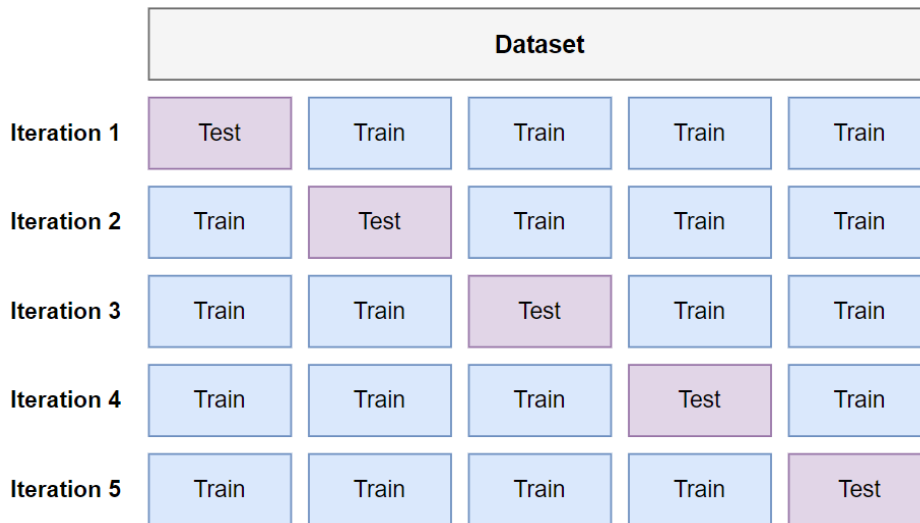 Dataset
Iteration 1 Test Train Train Train Train
Iteration 2 Train Test Train Train Train
Iteration 3 Train Train Test Train Train
Iteration 4 Train Train Train Test Train
Iteration 5 Train Train Train Train Test